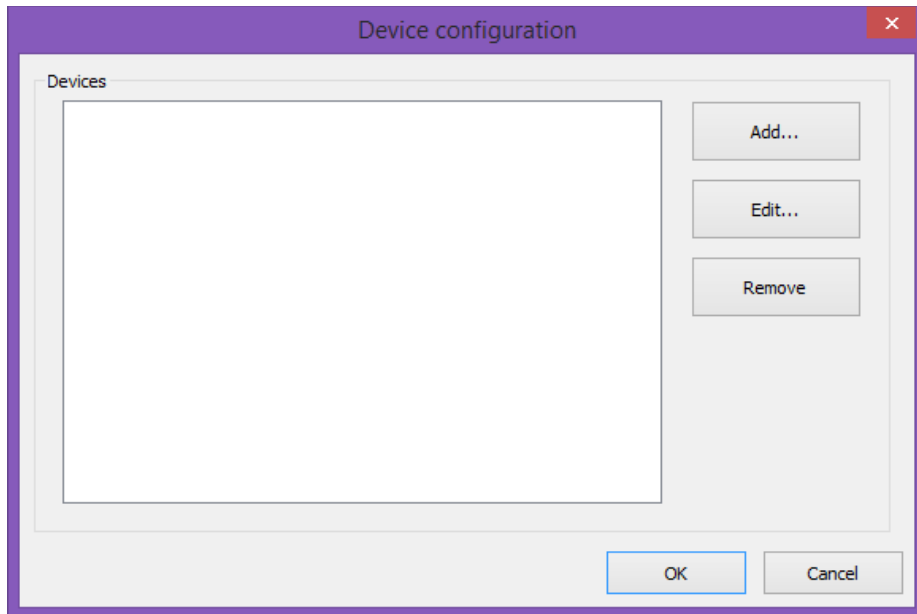 Device configuration
Devices
Add...
Edit...
Remove
OK
Cancel